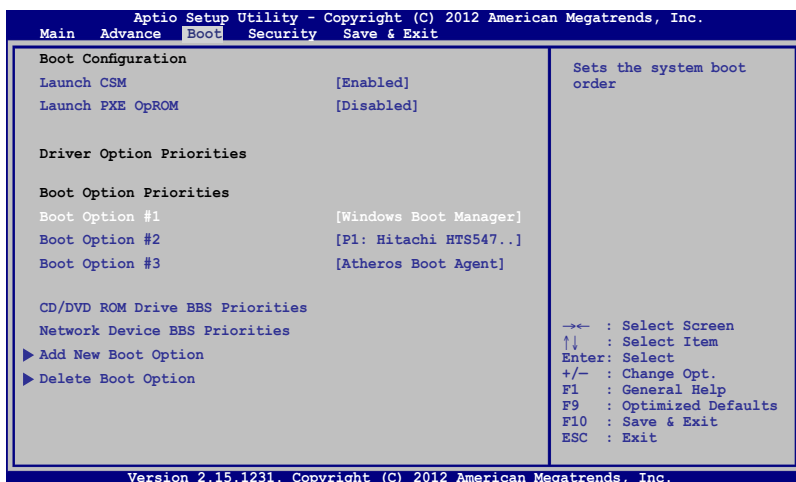 Aptio Setup Utility - Copyright (C) 2012 American Megatrends, Inc.
Main Advance Boot Security Save & Exit
Boot Configuration
Launch CSM [Enabled]
Launch PXE OpROM [Disabled]
Driver Option Priorities
Boot Option Priorities
Boot Option #1 [Windows Boot Manager]
Boot Option #2 [P1: Hitachi HTS547..]
Boot Option #3 [Atheros Boot Agent]
CD/DVD ROM Drive BBS Priorities
Network Device BBS Priorities
Add New Boot Option
Delete Boot Option
Sets the system boot
order
→← : Select Screen
↑↓ : Select Item
Enter: Select
+/— : Change Opt.
F1 : General Help
F9 : Optimized Defaults
F10 : Save & Exit
ESC : Exit
Version 2.15.1231. Copyright (C) 2012 American Megatrends, Inc.